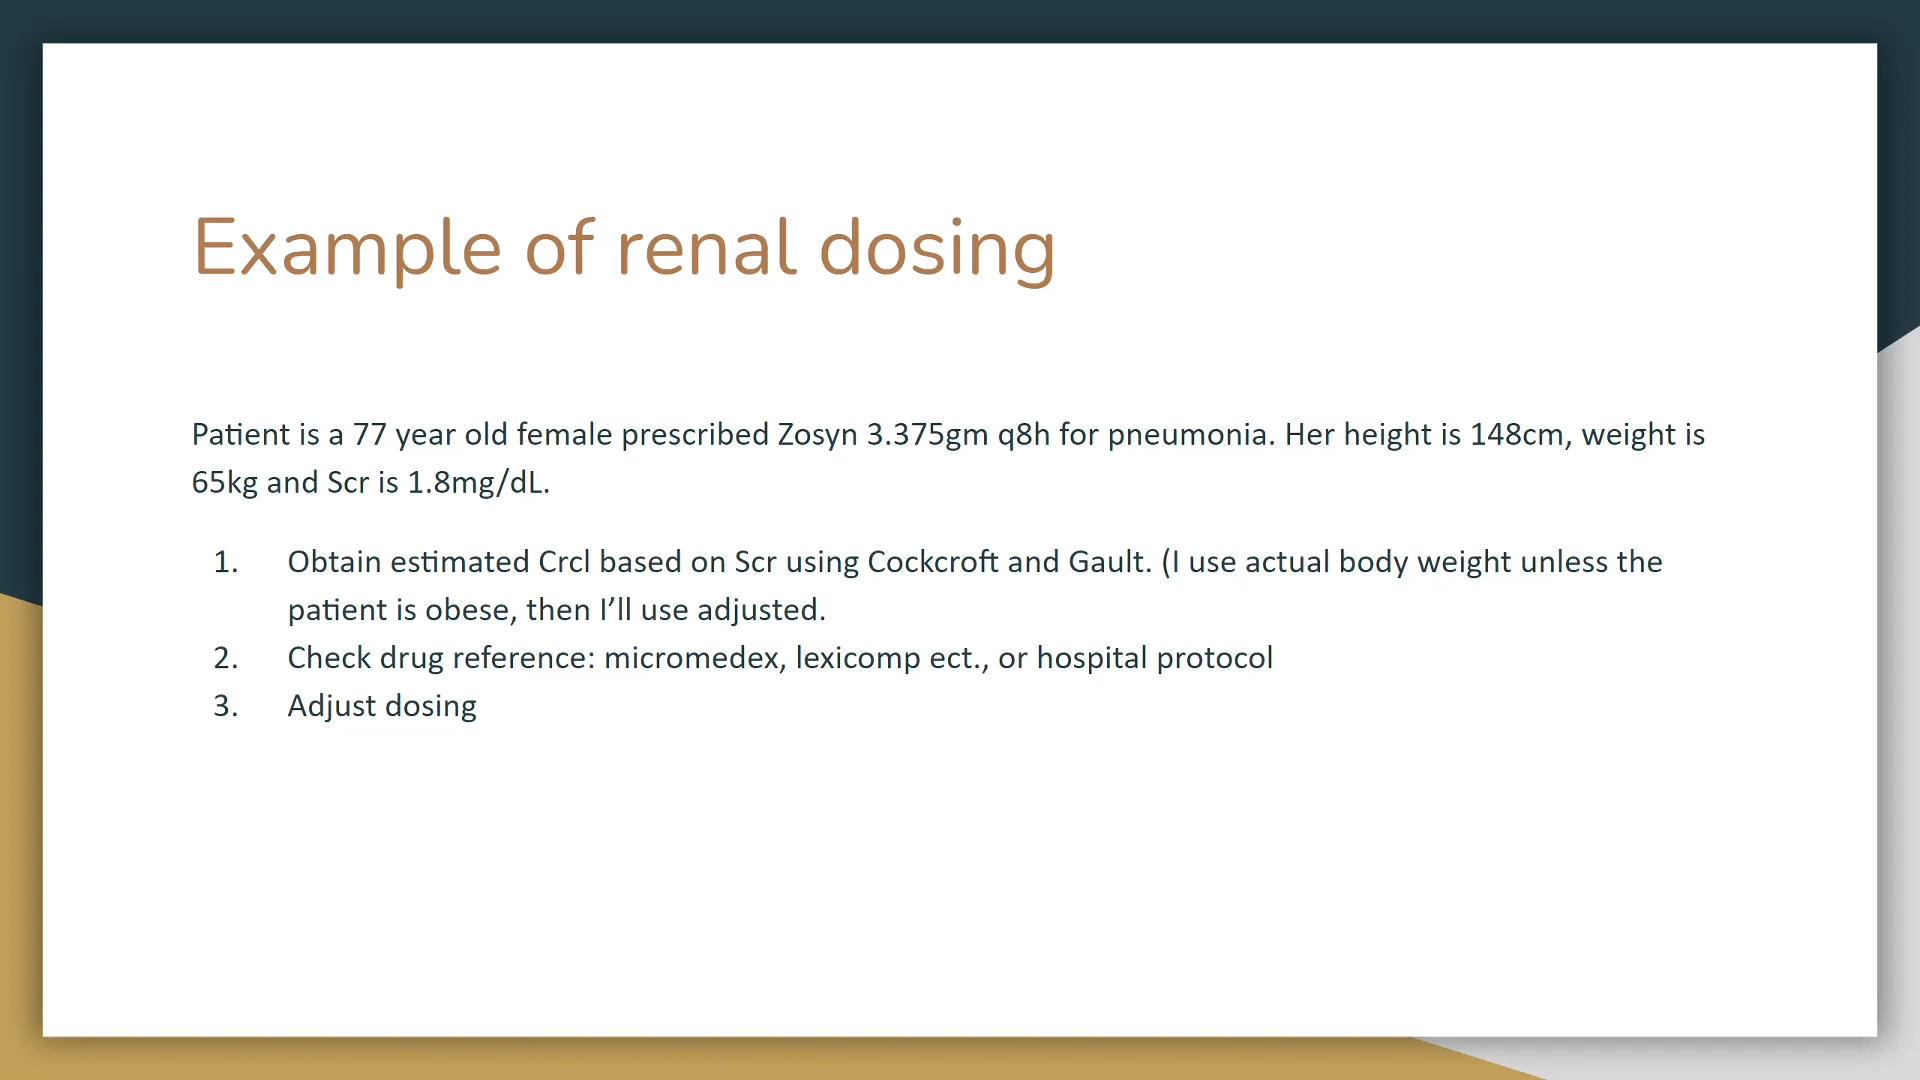 Example of renal dosing
Patient is a 77 year old female prescribed Zosyn 3.375gm q8h for pneumonia. Her height is 148cm, weight is
65kg and Scr is 1.8mg/dL.
1. Obtain estimated Crcl based on Scr using Cockcroft and Gault. (I use actual body weight unless the
patient is obese, then I’ll use adjusted.
2. Check drug reference: micromedex, lexicomp ect., or hospital protocol
3. Adjust dosing